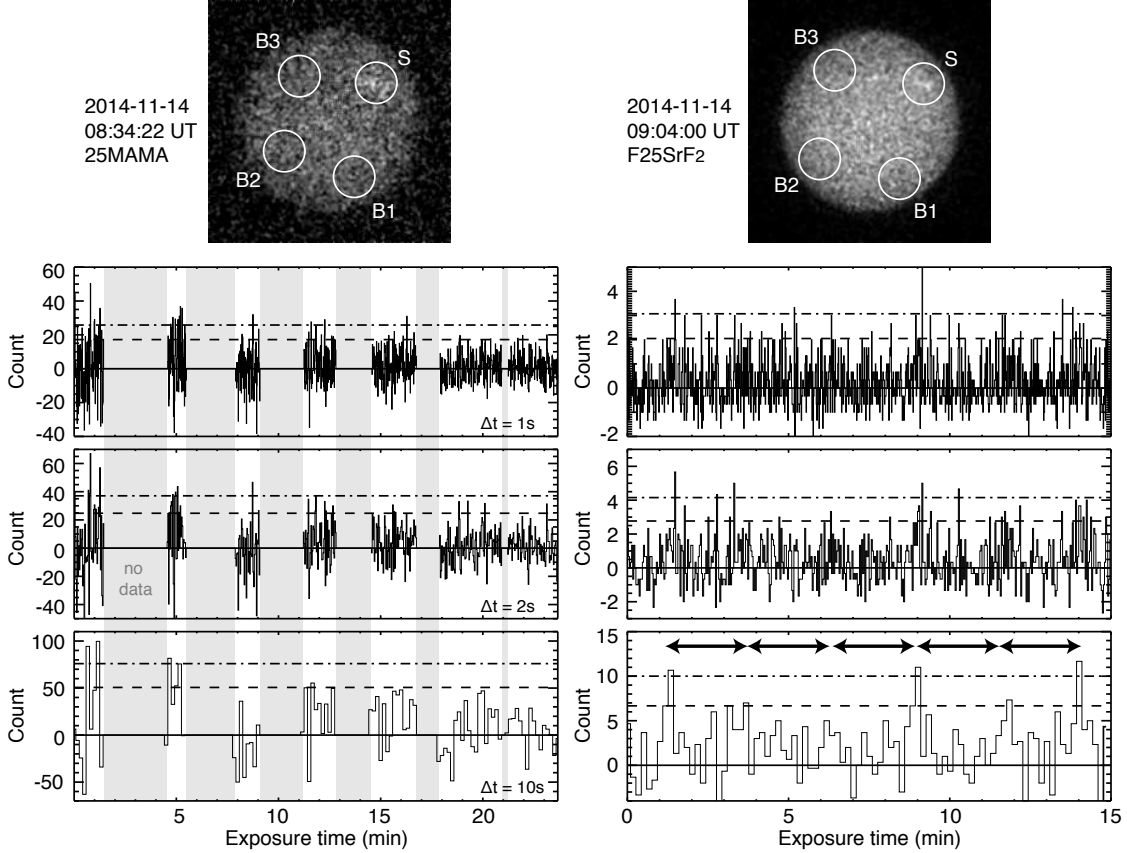 B3
S
B2
B1
2014-11-14
08:34:22 UT
25MAMA
B3
S
B2
B1
2014-11-14
09:04:00 UT
F25SrF2
60
40
20
0
-20
-40
Count
Δt = 1s
4
2
0
-2
Count
60
40
20
0
-20
-40
Count
no
data
Δt = 2s
6
4
2
0
-2
Count
100
50
0
-50
Count
Δt = 10s
5
10
15
20
Exposure time (min)
15
10
5
0
Count
0
5
10
15
Exposure time (min)